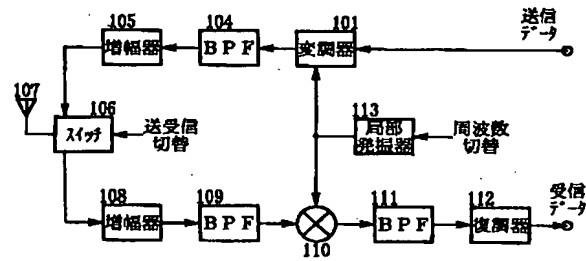 105
104
101
送信
データ
増幅器
BPF
変調器
107
106
スイッチ
送受信
切替
113
局部
発振器
周波数
切替
108
109
111
112
受信
データ
増幅器
BPF
BPF
復調器
110